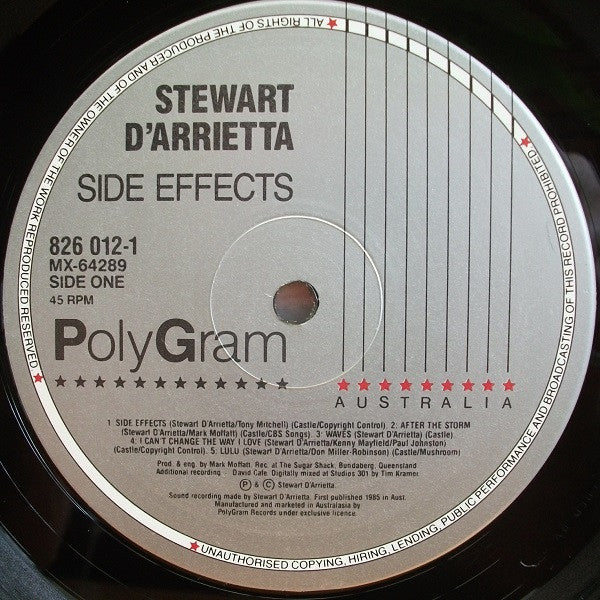 STEWART
D'ARRIETTA
SIDE EFFECTS
826 012-1
MX-64289
SIDE ONE
45 RPM
PolyGram
AUSTRALIA
1 SIDE EFFECTS (Stewart D'Arrietta/Tony Mitchell) (Castle/Copyright Control). 2. AFTER THE STORM
(Stewart D'Arrietta/Mark Moffatt) (Castle/CBS Songs). 3. WAVES (Stewart D'Arrietta) (Castle)
4. I CAN'T CHANGE THE WAY I LOVE (Stewart D'Arrietta/Kenny Mayfield/Paul Johnston)
(Castle/Copyright Control). 5. LULU (Stewart D'Arrietta/Don Miller-Robinson) (Castle/Mushroom)
Prod. & eng. by Mark Moffatt. Rec. at The Sugar Shack, Bundaberg, Queensland
Additional recording - David Cafe. Digitally mixed at Studios 301 by Tim Kramer.
Ⓟ & Ⓒ Stewart D'Arrietta.
Sound recording made by Stewart D'Arrietta. First published 1985 in Aust.
Manufactured and marketed in Australasia by
PolyGram Records under exclusive licence.
ALL RIGHTS OF THE PRODUCER AND OF THE OWNER OF THE WORK REPRODUCED RESERVED
UNAUTHORISED COPYING, HIRING, LENDING, PUBLIC PERFORMANCE AND BROADCASTING OF THIS RECORD PROHIBITED